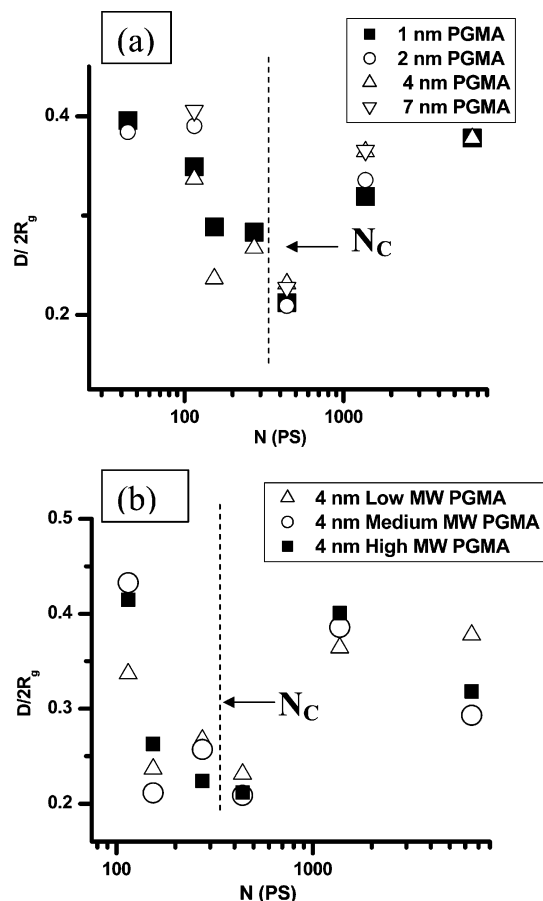 (a)
1 nm PGMA
2 nm PGMA
4 nm PGMA
7 nm PGMA
0.4
0.2
D/ 2Rg
NC
100
1000
N (PS)
(b)
4 nm Low MW PGMA
4 nm Medium MW PGMA
4 nm High MW PGMA
0.5
0.4
0.3
0.2
D/2Rg
NC
100
1000
N (PS)